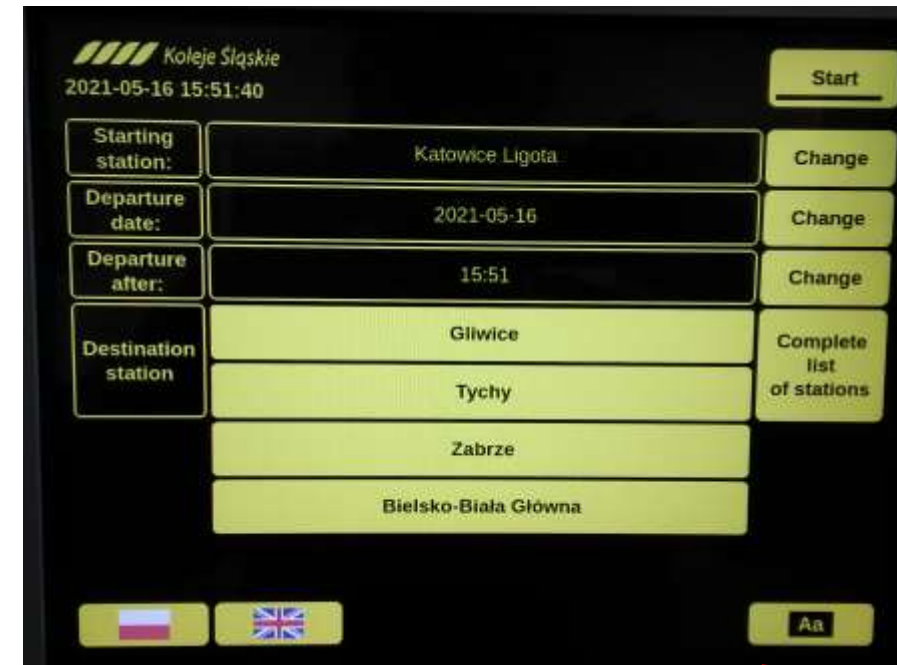 Koleje Śląskie
2021-05-16 15:51:40
Start
Starting
station:
Katowice Ligota
Change
Departure
date:
2021-05-16
Change
Departure
after:
15:51
Change
Destination
station
Gliwice
Tychy
Zabrze
Bielsko-Biała Główna
Complete
list
of stations
Aa